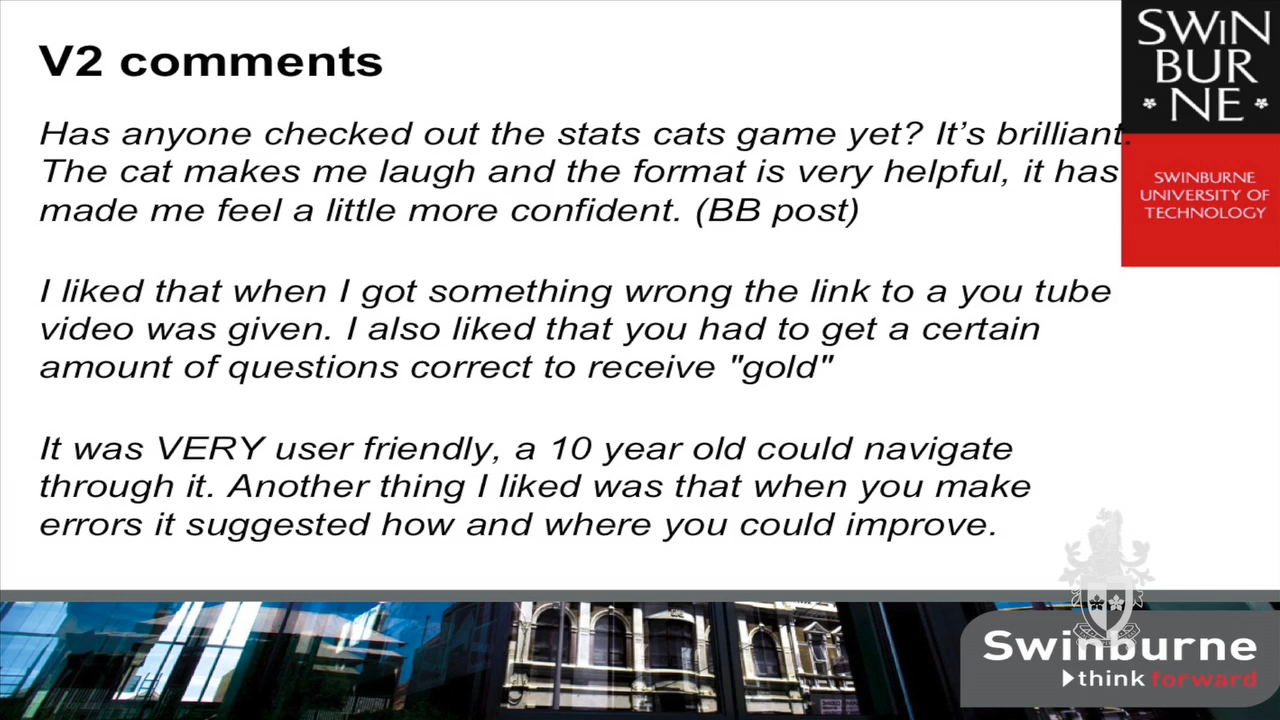 V2 comments
Has anyone checked out the stats cats game yet? It's brilliant.
The cat makes me laugh and the format is very helpful, it has
made me feel a little more confident. (BB post)
I liked that when I got something wrong the link to a you tube
video was given. I also liked that you had to get a certain
amount of questions correct to receive "gold"
It was VERY user friendly, a 10 year old could navigate
through it. Another thing I liked was that when you make
errors it suggested how and where you could improve.
SWIN
BUR
NE
SWINBURNE
UNIVERSITY OF
TECHNOLOGY
Swinburne
think forward